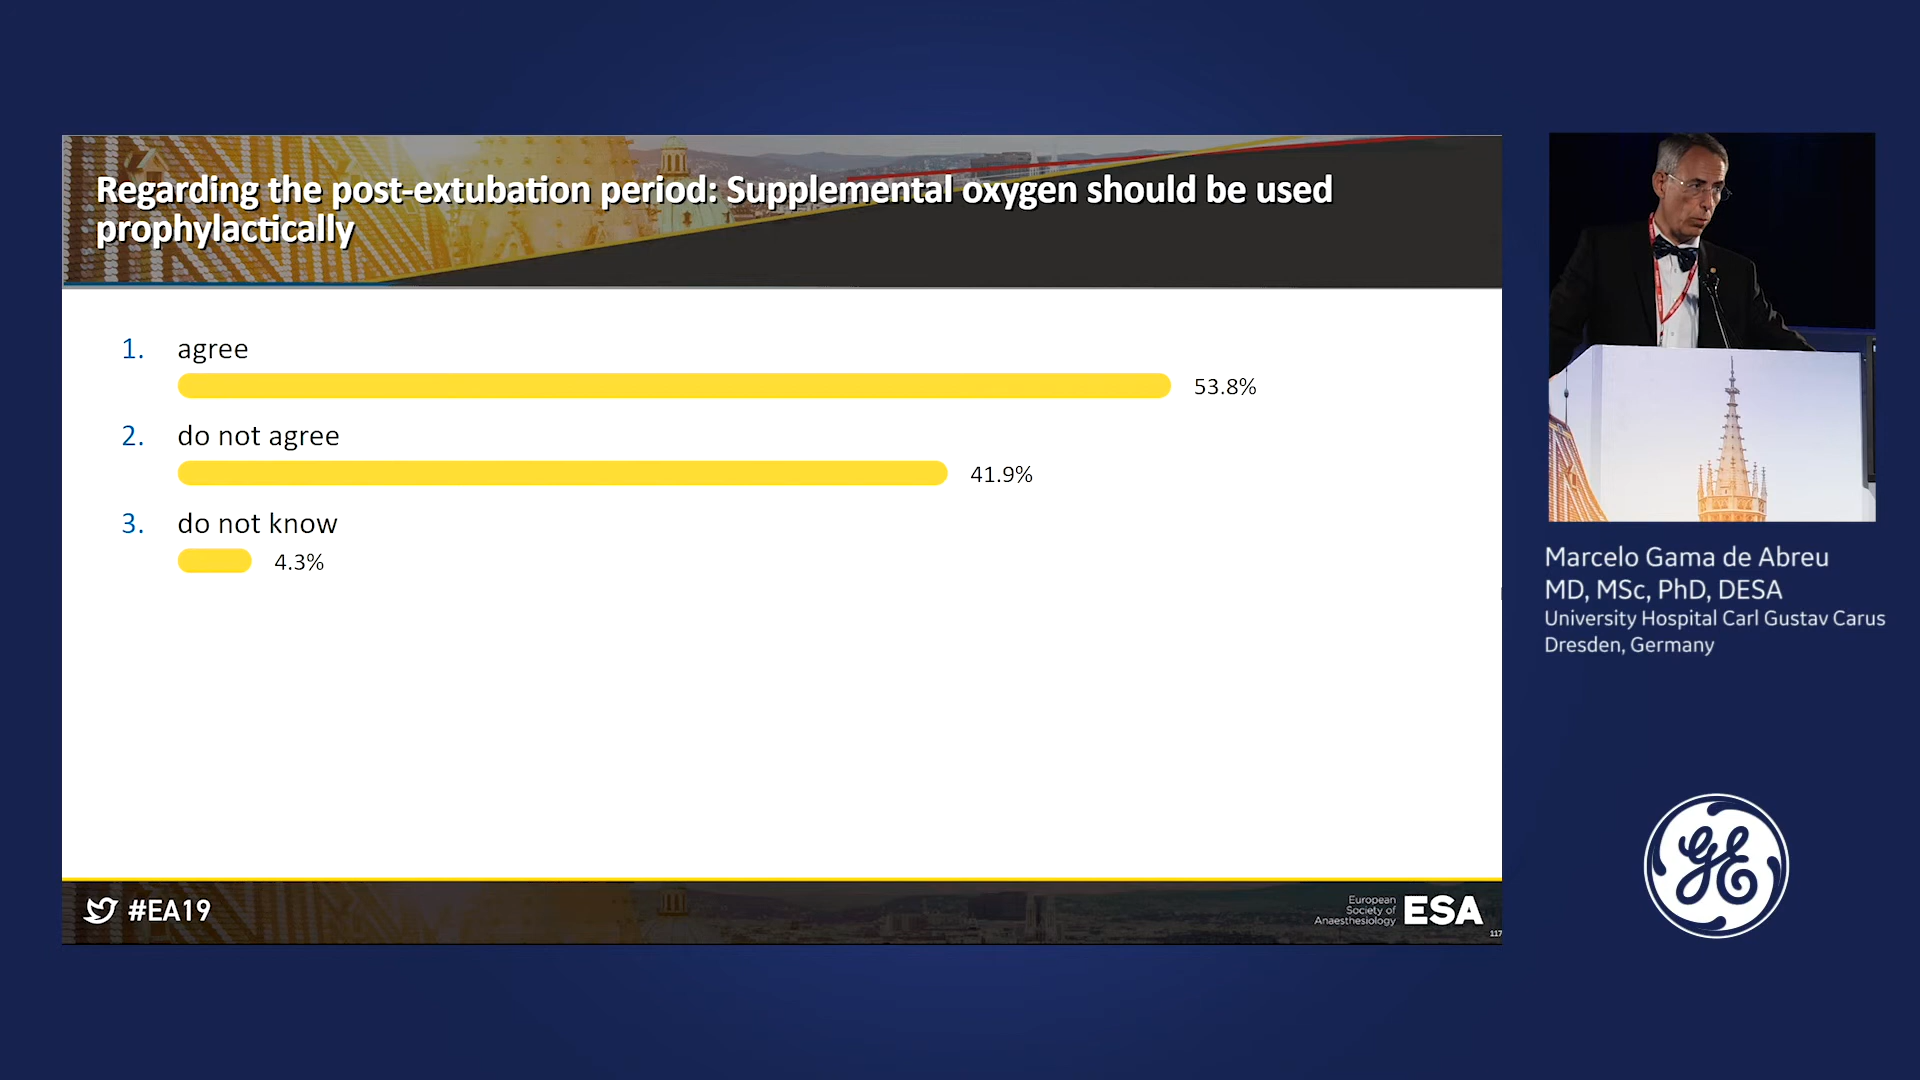 Regarding the post-extubation period: Supplemental oxygen should be used
prophylactically
1. agree
53.8%
2. do not agree
41.9%
3. do not know
4.3%
#EA19
European
Society of
Anaesthesiology
ESA
117
Marcelo Gama de Abreu
MD, MSc, PhD, DESA
University Hospital Carl Gustav Carus
Dresden, Germany
GE